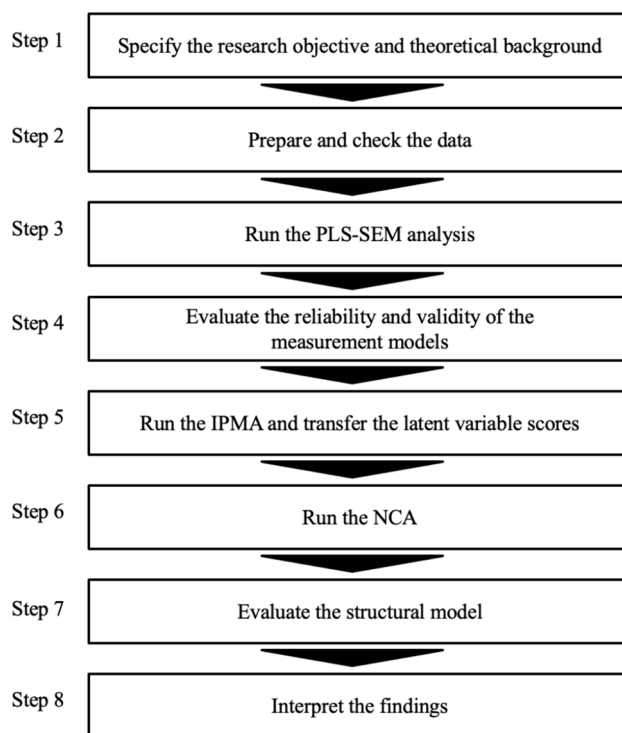 Step 1
Specify the research objective and theoretical background
Step 2
Prepare and check the data
Step 3
Run the PLS-SEM analysis
Step 4
Evaluate the reliability and validity of the
measurement models
Step 5
Run the IPMA and transfer the latent variable scores
Step 6
Run the NCA
Step 7
Evaluate the structural model
Step 8
Interpret the findings